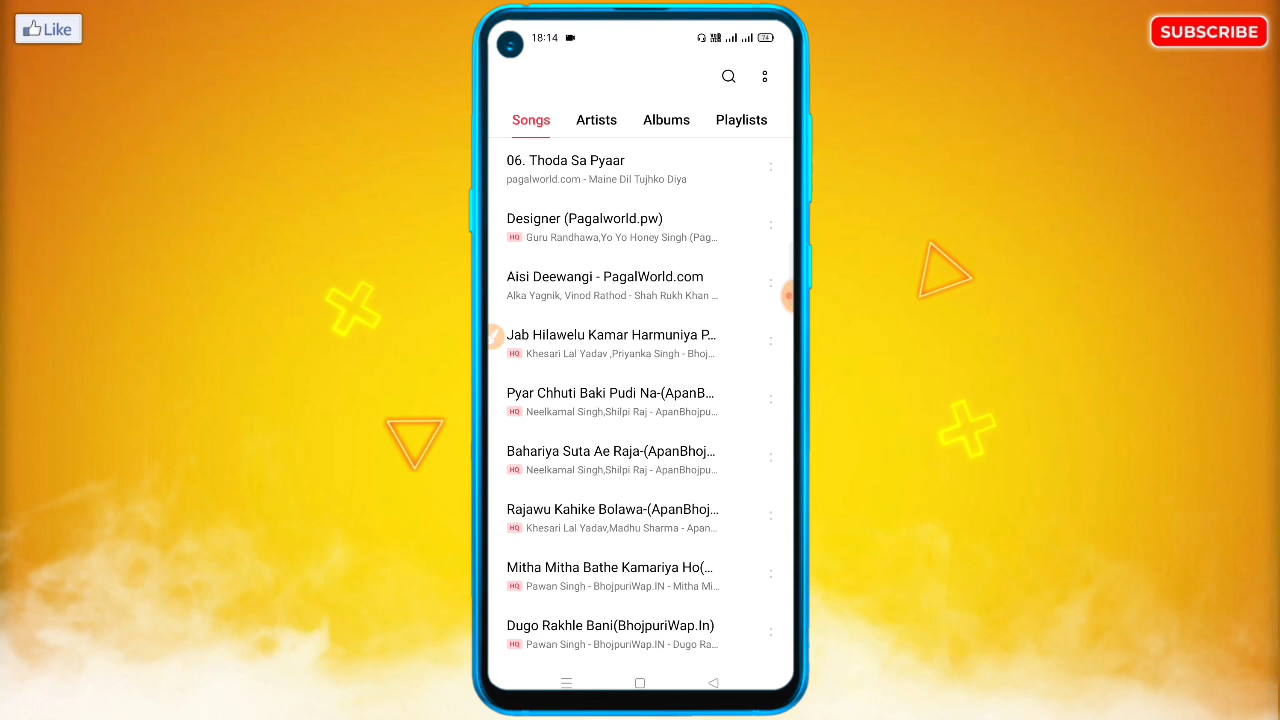 Like
SUBSCRIBE
18:14
74
Songs Artists Albums Playlists
06. Thoda Sa Pyaar
pagalworld.com - Maine Dil Tujhko Diya
Designer (Pagalworld.pw)
HQ Guru Randhawa,Yo Yo Honey Singh (Pag...
Aisi Deewangi - PagalWorld.com
Alka Yagnik, Vinod Rathod - Shah Rukh Khan ...
Jab Hilawelu Kamar Harmuniya P...
HQ Khesari Lal Yadav ,Priyanka Singh - Bhoj...
Pyar Chhuti Baki Pudi Na-(ApanB...
HQ Neelkamal Singh,Shilpi Raj - ApanBhojpu...
Bahariya Suta Ae Raja-(ApanBhoj...
HQ Neelkamal Singh,Shilpi Raj - ApanBhojpu...
Rajawu Kahike Bolawa-(ApanBhoj...
HQ Khesari Lal Yadav,Madhu Sharma - Apan...
Mitha Mitha Bathe Kamariya Ho(...
HQ Pawan Singh - BhojpuriWap.IN - Mitha Mi...
Dugo Rakhle Bani(BhojpuriWap.In)
HQ Pawan Singh - BhojpuriWap.IN - Dugo Ra...